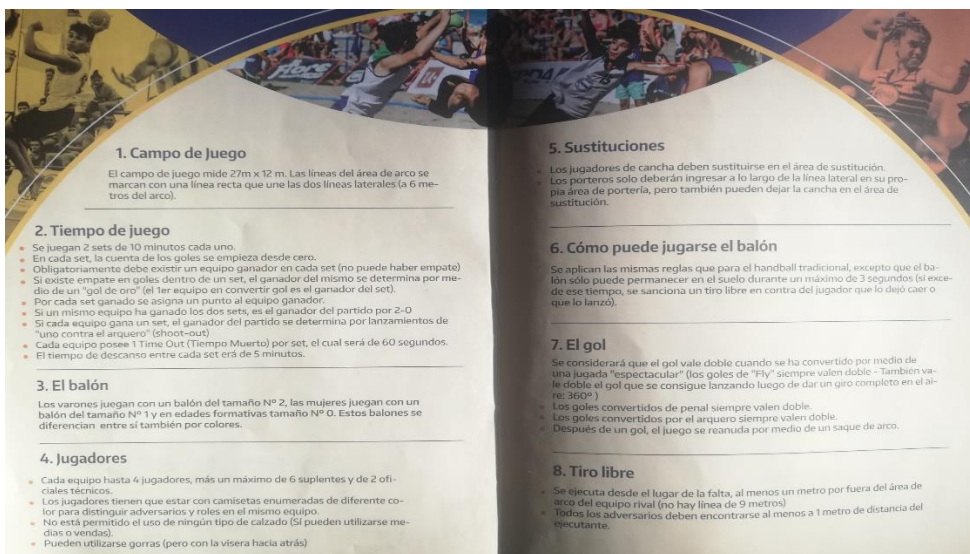 1. Campo de Juego
El campo de juego mide 27m x 12 m. Las líneas del área de arco se
marcan con una línea recta que une las dos líneas laterales (a 6 me-
tros del arco).
2. Tiempo de juego
Se juegan 2 sets de 10 minutos cada uno.
En cada set, la cuenta de los goles se empieza desde cero.
Obligatoriamente debe existir un equipo ganador en cada set (no puede haber empate)
Si existe empate en goles dentro de un set, el ganador del mismo se determina por me-
dio de un "gol de oro" (el 1er equipo en convertir gol es el ganador del set).
Por cada set ganado se asigna un punto al equipo ganador.
Si un mismo equipo ha ganado los dos sets, es el ganador del partido por 2-0
Si cada equipo gana un set, el ganador del partido se determina por lanzamientos de
"uno contra el arquero" (shoot-out)
Cada equipo posee 1 Time Out (Tiempo Muerto) por set, el cual será de 60 segundos.
El tiempo de descanso entre cada set erá de 5 minutos.
3. El balón
Los varones juegan con un balón del tamaño Nº 2, las mujeres juegan con un
balón del tamaño Nº 1 y en edades formativas tamaño Nº 0. Estos balones se
diferencian entre sí también por colores.
4. Jugadores
Cada equipo hasta 4 jugadores, más un máximo de 6 suplentes y de 2 ofi-
ciales técnicos.
Los jugadores tienen que estar con camisetas enumeradas de diferente co-
lor para distinguir adversarios y roles en el mismo equipo.
No está permitido el uso de ningún tipo de calzado (Sí pueden utilizarse me-
dias o vendas).
Pueden utilizarse gorras (pero con la visera hacia atrás)
5. Sustituciones
Los jugadores de cancha deben sustituirse en el área de sustitución.
Los porteros solo deberán ingresar a lo largo de la línea lateral en su pro-
pia área de portería, pero también pueden dejar la cancha en el área de
sustitución.
6. Cómo puede jugarse el balón
Se aplican las mismas reglas que para el handball tradicional, excepto que el ba-
lón sólo puede permanecer en el suelo durante un máximo de 3 segundos (si exce-
de ese tiempo, se sanciona un tiro libre en contra del jugador que lo dejó caer o
que lo lanzó).
7. El gol
Se considerará que el gol vale doble cuando se ha convertido por medio de
una jugada "espectacular" (los goles de "Fly" siempre valen doble - También va-
le doble el gol que se consigue lanzando luego de dar un giro completo en el ai-
re: 360º )
Los goles convertidos de penal siempre valen doble.
Los goles convertidos por el arquero siempre valen doble.
Después de un gol, el juego se reanuda por medio de un saque de arco.
8. Tiro libre
Se ejecuta desde el lugar de la falta, al menos un metro por fuera del área de
arco del equipo rival (no hay línea de 9 metros)
Todos los adversarios deben encontrarse al menos a 1 metro de distancia del
ejecutante.